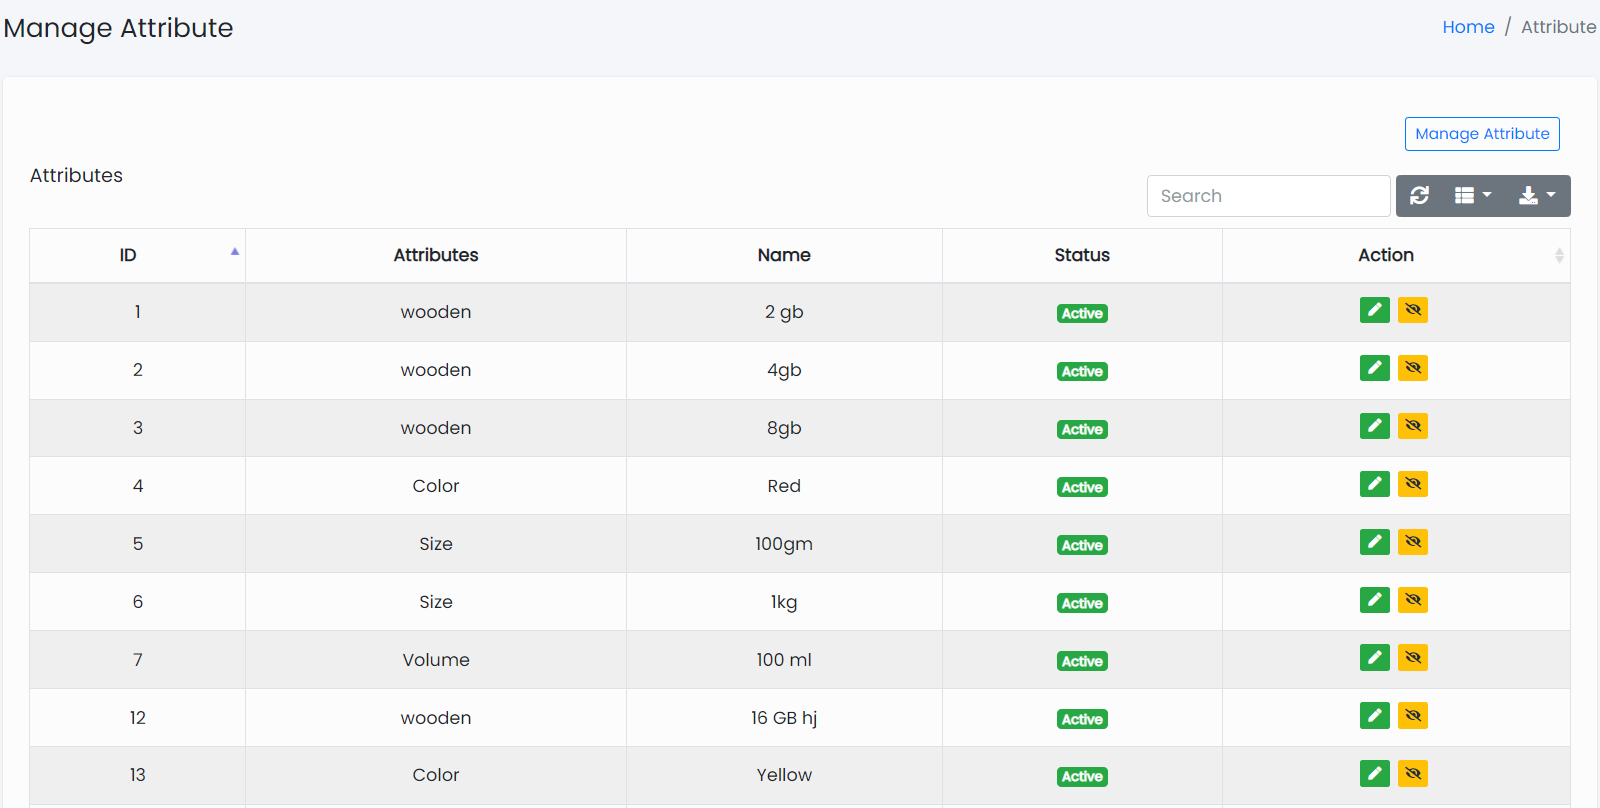 Manage Attribute
Home / Attribute
Manage Attribute
Attributes
Search
ID Attributes Name Status Action
1 wooden 2 gb Active
2 wooden 4gb Active
3 wooden 8gb Active
4 Color Red Active
5 Size 100gm Active
6 Size 1kg Active
7 Volume 100 ml Active
12 wooden 16 GB hj Active
13 Color Yellow Active